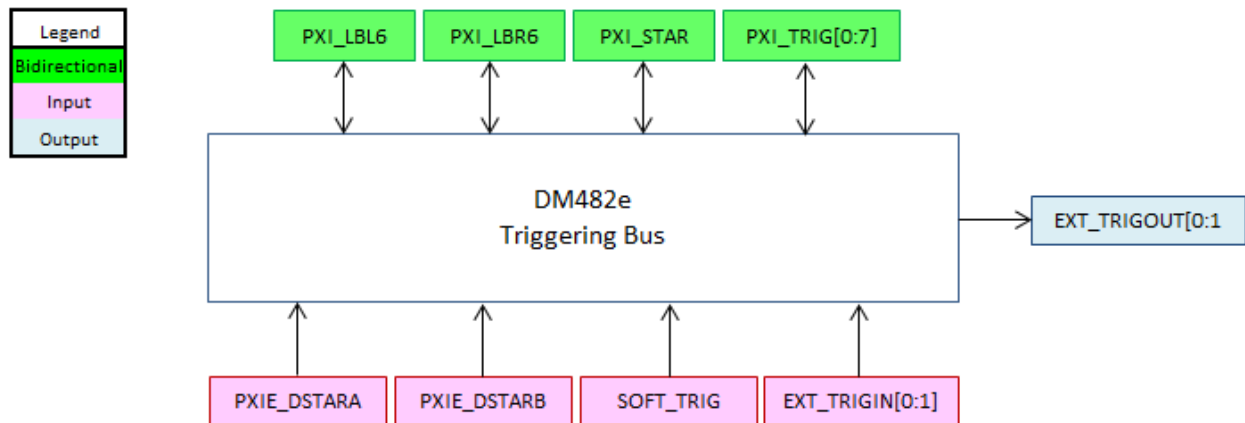 Legend
Bidirectional
Input
Output
PXI_LBL6
PXI_LBR6
PXI_STAR
PXI_TRIG[0:7]
DM482e
Triggering Bus
EXT_TRIGOUT[0:1
PXIE_DSTARA
PXIE_DSTARB
SOFT_TRIG
EXT_TRIGIN[0:1]